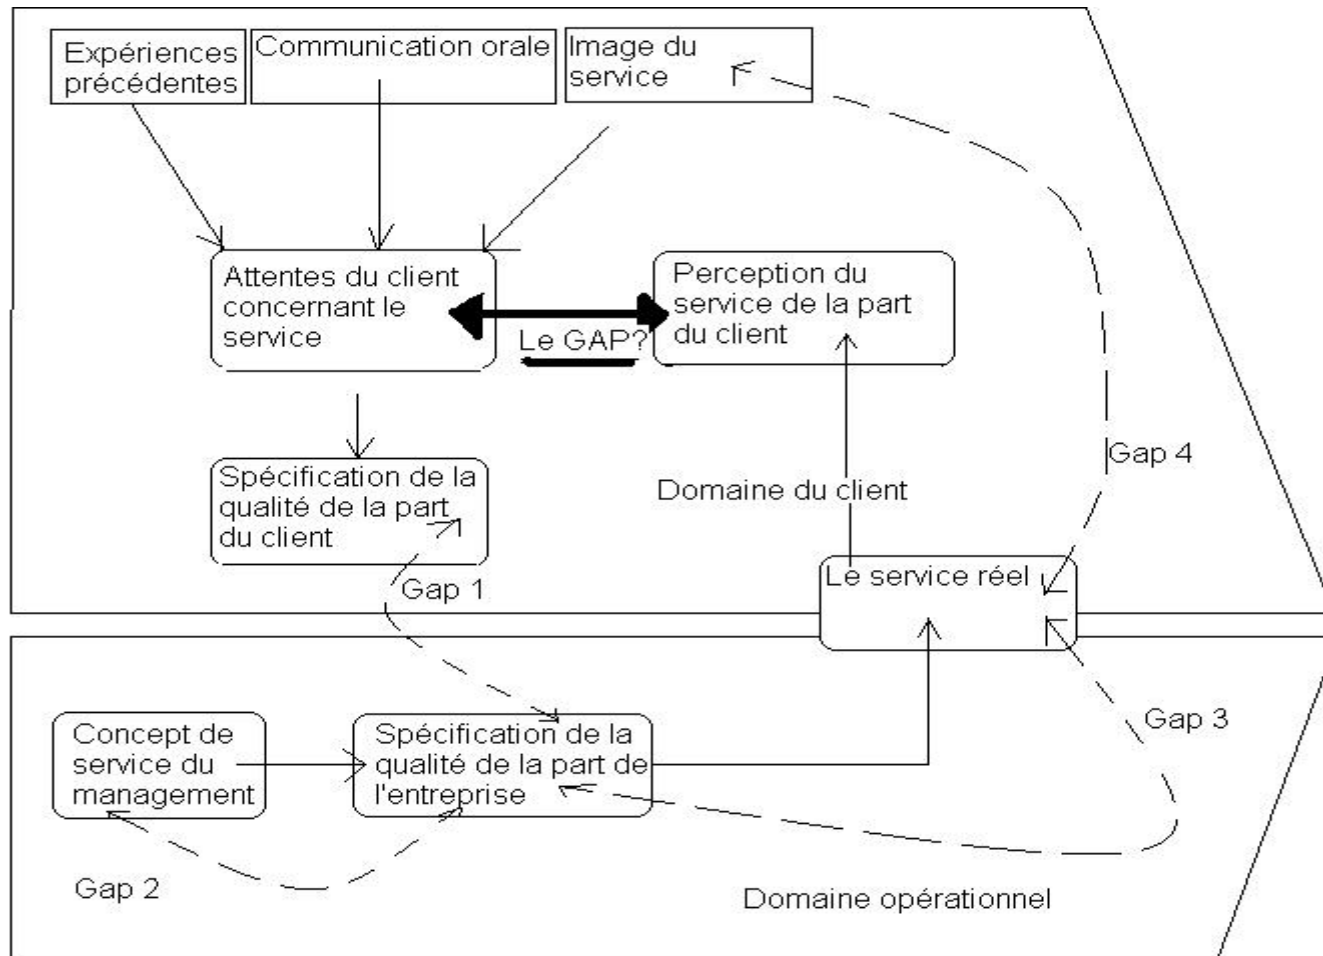 Expériences
précédentes
Communication orale
Image du
service
Attentes du client
concernant le
service
Le GAP?
Perception du
service de la part
du client
Spécification de la
qualité de la part
du client
Domaine du client
Gap 4
Gap 1
Le service réel
Concept de
service du
management
Spécification de la
qualité de la part de
l'entreprise
Gap 3
Gap 2
Domaine opérationnel